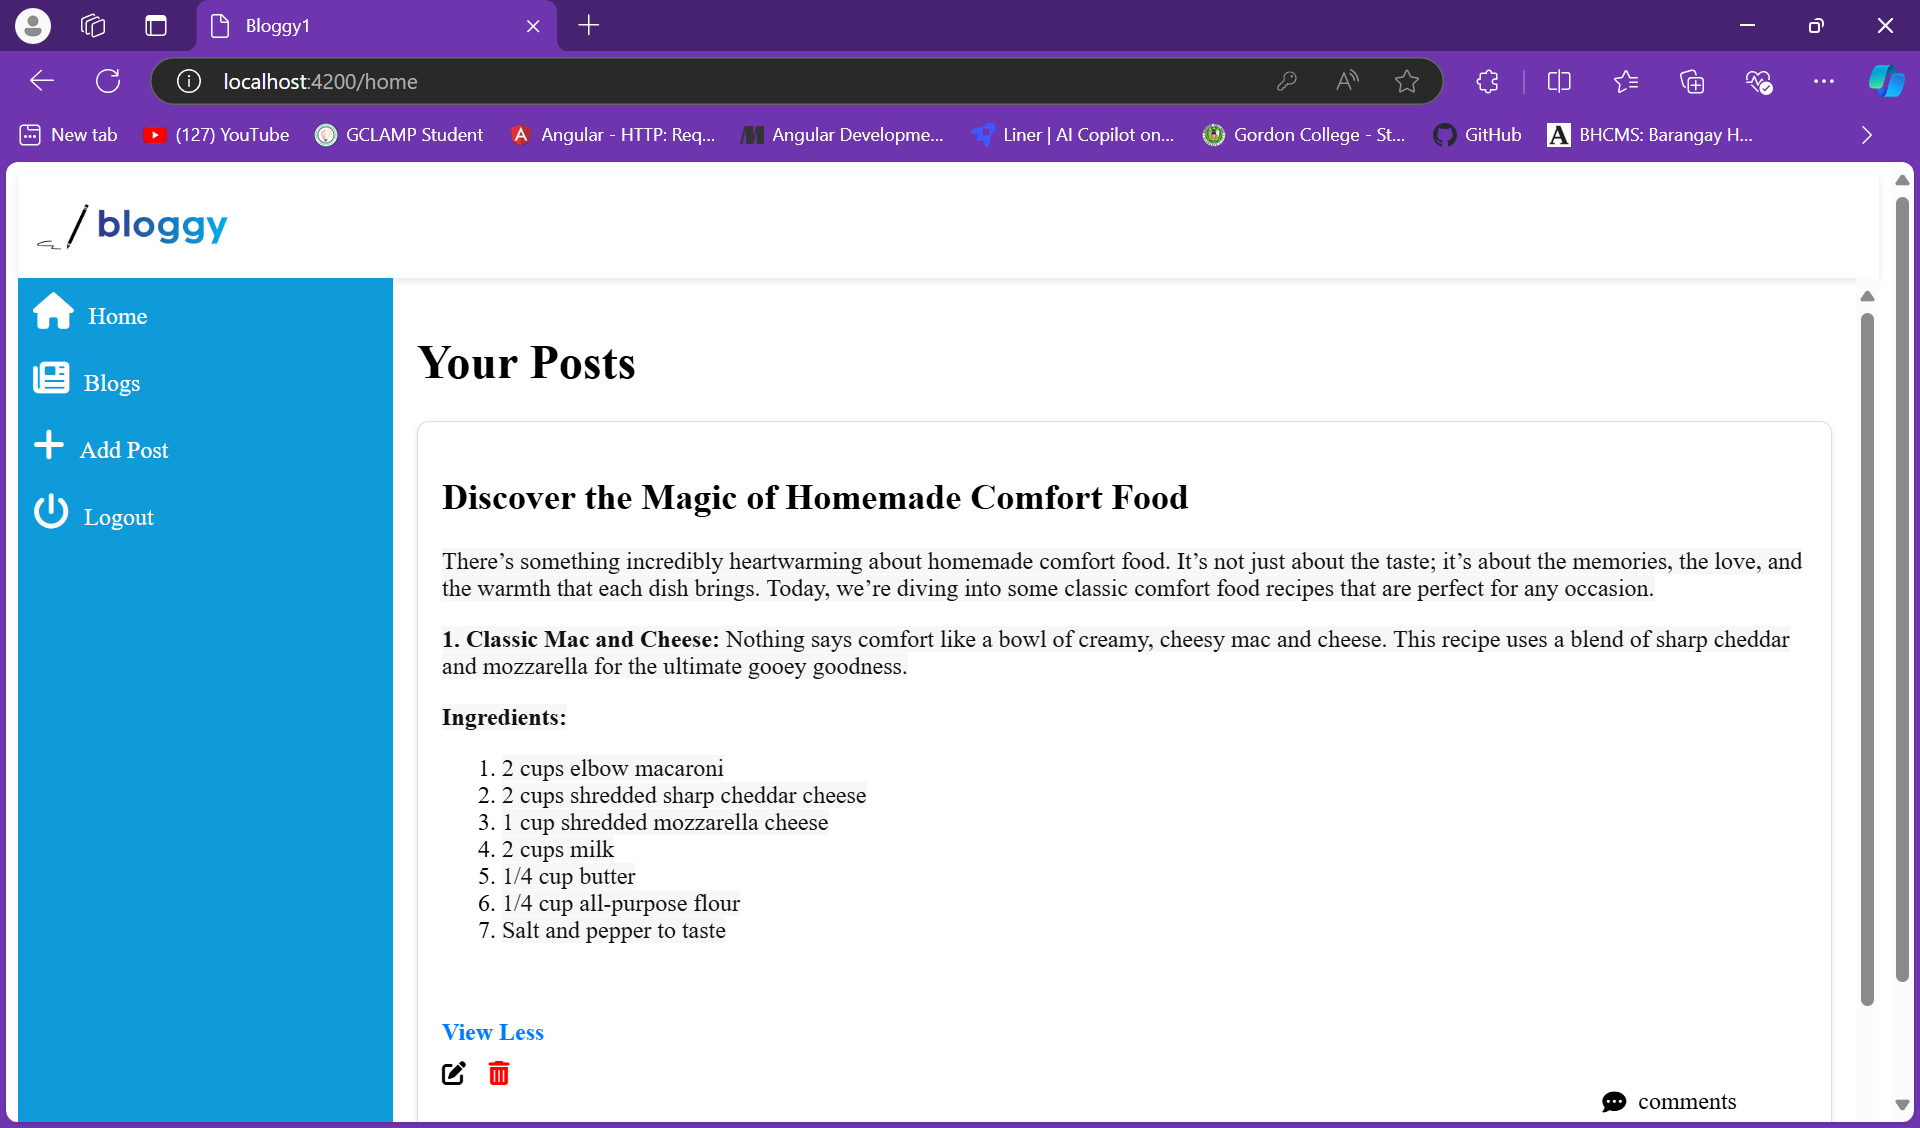 Bloggy1
localhost:4200/home
New tab
(127) YouTube
GCLAMP Student
Angular - HTTP: Req...
Angular Developme...
Liner | AI Copilot on...
Gordon College - St...
GitHub
A
BHCMS: Barangay H...
bloggy
Home
Blogs
Add Post
Logout
Your Posts
Discover the Magic of Homemade Comfort Food
There’s something incredibly heartwarming about homemade comfort food. It’s not just about the taste; it’s about the memories, the love, and
the warmth that each dish brings. Today, we’re diving into some classic comfort food recipes that are perfect for any occasion.
1. Classic Mac and Cheese: Nothing says comfort like a bowl of creamy, cheesy mac and cheese. This recipe uses a blend of sharp cheddar
and mozzarella for the ultimate gooey goodness.
Ingredients:
1. 2 cups elbow macaroni
2. 2 cups shredded sharp cheddar cheese
3. 1 cup shredded mozzarella cheese
4. 2 cups milk
5. 1/4 cup butter
6. 1/4 cup all-purpose flour
7. Salt and pepper to taste
View Less
comments